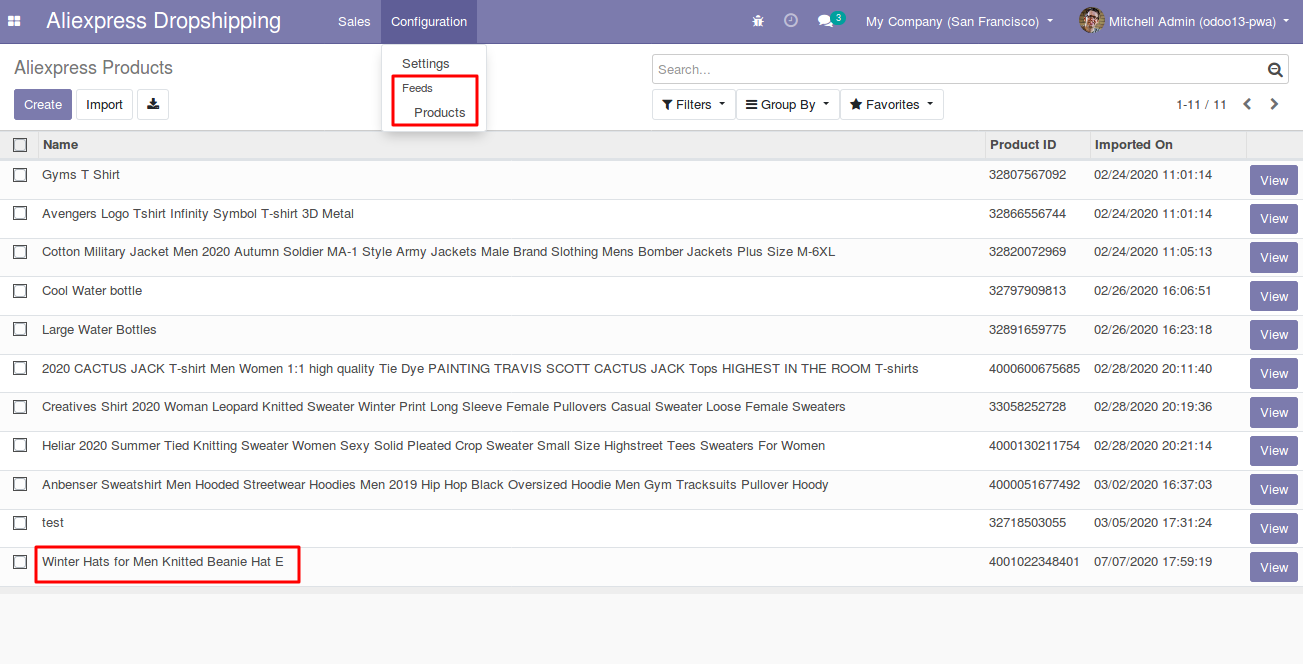 Aliexpress Dropshipping Sales Configuration 3 My Company (San Francisco) Mitchell Admin (odoo13-pwa)
Aliexpress Products
Settings
Feeds
Products
Search...
Create Import Filters Group By Favorites 1-11 / 11
Name Product ID Imported On
Gyms T Shirt 32807567092 02/24/2020 11:01:14 View
Avengers Logo Tshirt Infinity Symbol T-shirt 3D Metal 32866556744 02/24/2020 11:01:14 View
Cotton Military Jacket Men 2020 Autumn Soldier MA-1 Style Army Jackets Male Brand Slothing Mens Bomber Jackets Plus Size M-6XL 32820072969 02/24/2020 11:05:13 View
Cool Water bottle 32797909813 02/26/2020 16:06:51 View
Large Water Bottles 32891659775 02/26/2020 16:23:18 View
2020 CACTUS JACK T-shirt Men Women 1:1 high quality Tie Dye PAINTING TRAVIS SCOTT CACTUS JACK Tops HIGHEST IN THE ROOM T-shirts 4000600675685 02/28/2020 20:11:40 View
Creatives Shirt 2020 Woman Leopard Knitted Sweater Winter Print Long Sleeve Female Pullovers Casual Sweater Loose Female Sweaters 33058252728 02/28/2020 20:19:36 View
Heliar 2020 Summer Tied Knitting Sweater Women Sexy Solid Pleated Crop Sweater Small Size Highstreet Tees Sweaters For Women 4000130211754 02/28/2020 20:21:14 View
Anbenser Sweatshirt Men Hooded Streetwear Hoodies Men 2019 Hip Hop Black Oversized Hoodie Men Gym Tracksuits Pullover Hoody 4000051677492 03/02/2020 16:37:03 View
test 32718503055 03/05/2020 17:31:24 View
Winter Hats for Men Knitted Beanie Hat E 4001022348401 07/07/2020 17:59:19 View